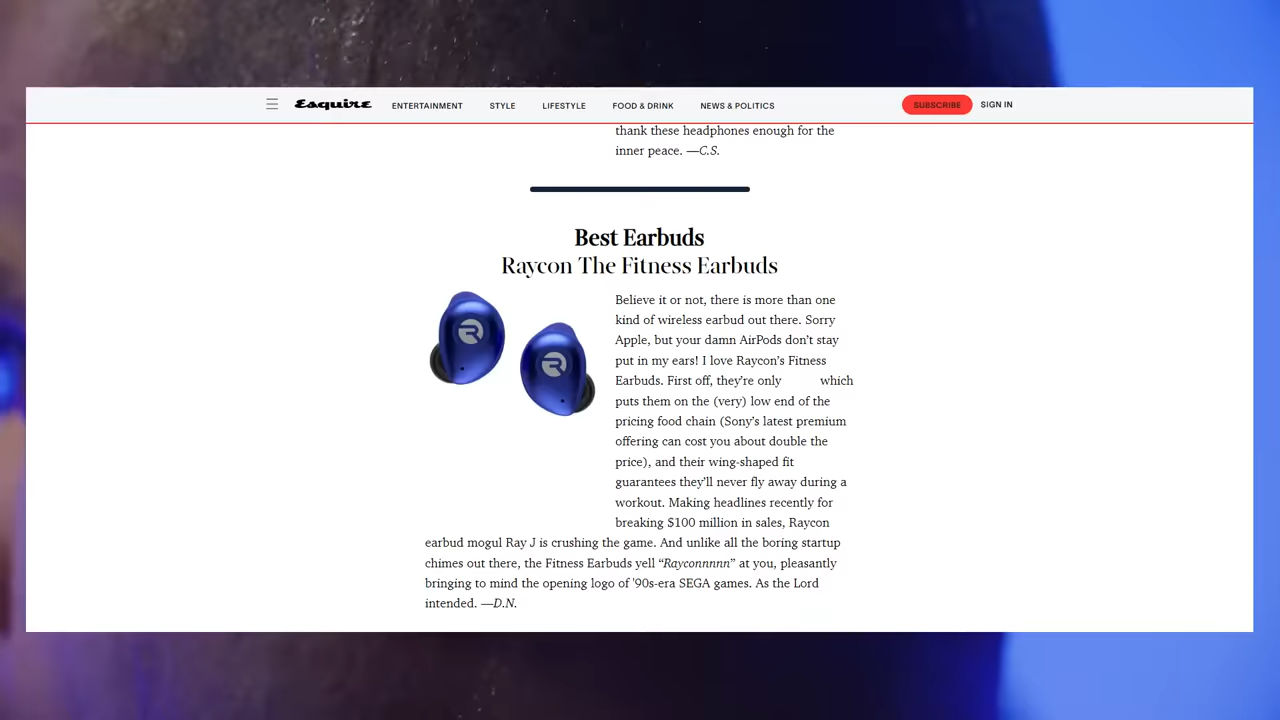 Esquire ENTERTAINMENT STYLE LIFESTYLE FOOD & DRINK NEWS & POLITICS SUBSCRIBE SIGN IN
thank these headphones enough for the
inner peace. —C.S.
Best Earbuds
Raycon The Fitness Earbuds
Believe it or not, there is more than one
kind of wireless earbud out there. Sorry
Apple, but your damn AirPods don’t stay
put in my ears! I love Raycon’s Fitness
Earbuds. First off, they’re only which
puts them on the (very) low end of the
pricing food chain (Sony’s latest premium
offering can cost you about double the
price), and their wing-shaped fit
guarantees they’ll never fly away during a
workout. Making headlines recently for
breaking $100 million in sales, Raycon
earbud mogul Ray J is crushing the game. And unlike all the boring startup
chimes out there, the Fitness Earbuds yell “Rayconnnnn” at you, pleasantly
bringing to mind the opening logo of '90s-era SEGA games. As the Lord
intended. —D.N.